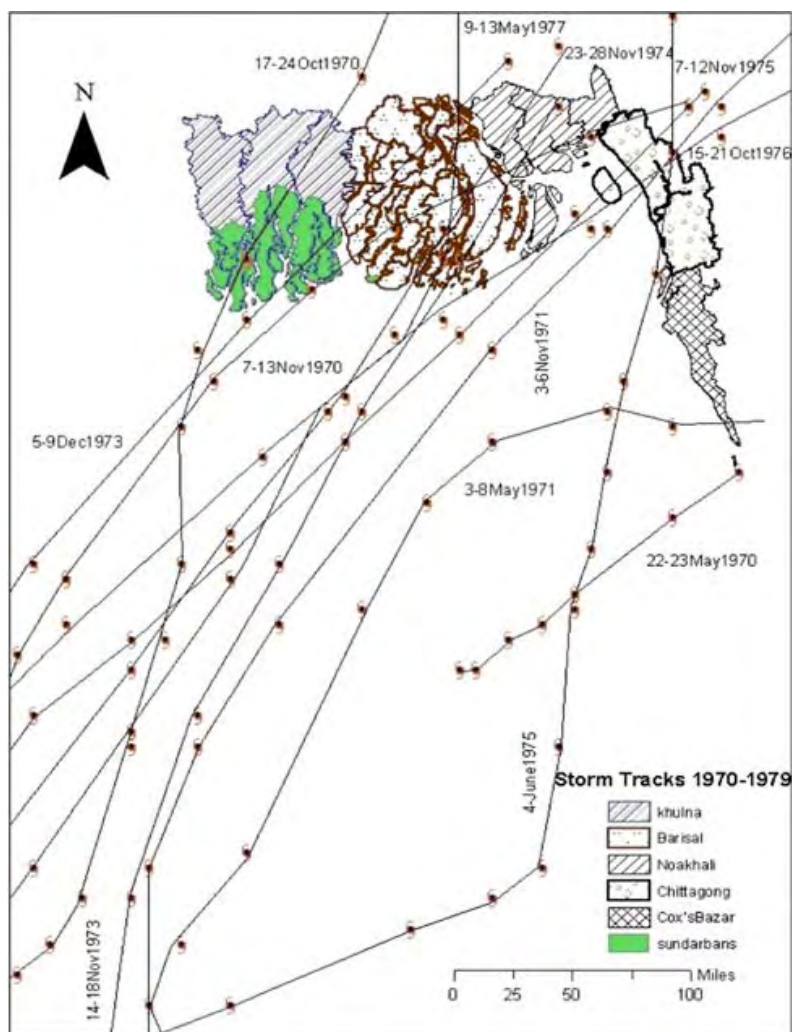 9-13May1977
23-28Nov1974
17-24Oct1970
7-12Nov1975
N
15-21Oct1976
7-13Nov1970
3-6Nov1971
5-9Dec1973
3-8May1971
22-23May1970
4-June1975
14-18Nov1973
Storm Tracks 1970-1979
khulna
Barisal
Noakhali
Chittagong
Cox'sBazar
sundarbans
Miles
0 25 50 100